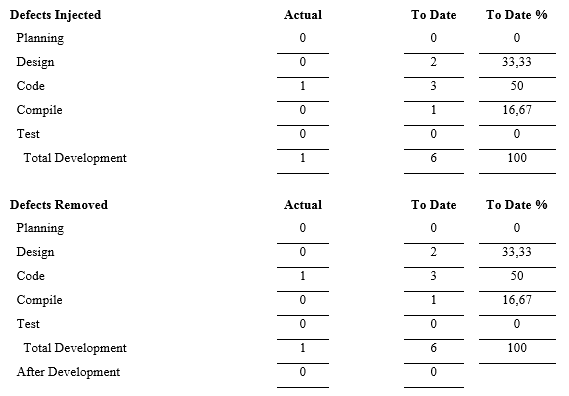 Defects Injected Actual To Date To Date %
Planning 0 0 0
Design 0 2 33,33
Code 1 3 50
Compile 0 1 16,67
Test 0 0 0
Total Development 1 6 100
Defects Removed Actual To Date To Date %
Planning 0 0 0
Design 0 2 33,33
Code 1 3 50
Compile 0 1 16,67
Test 0 0 0
Total Development 1 6 100
After Development 0 0